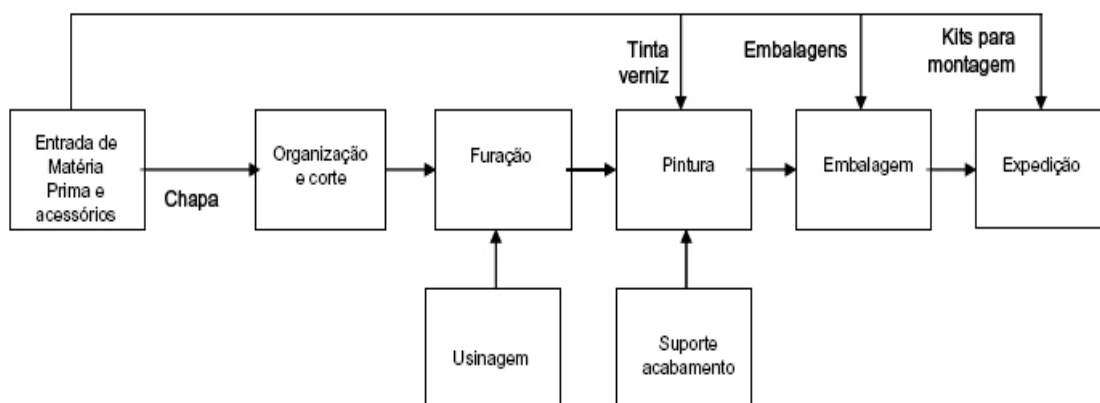 Tinta
verniz
Embalagens
Kits para
montagem
Entrada de
Matéria
Prima e
acessórios
Chapa
Organização
e corte
Furação
Pintura
Embalagem
Expedição
Usinagem
Suporte
acabamento